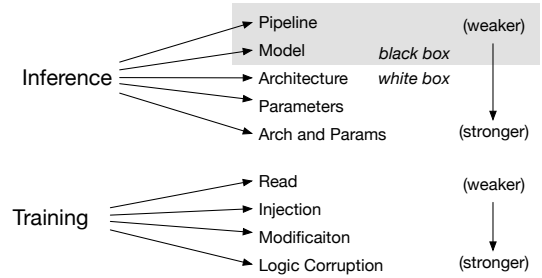 Pipeline (weaker)
Model black box
Inference Architecture white box
Parameters
Arch and Params (stronger)
Read (weaker)
Training Injection
Modificaiton
Logic Corruption (stronger)